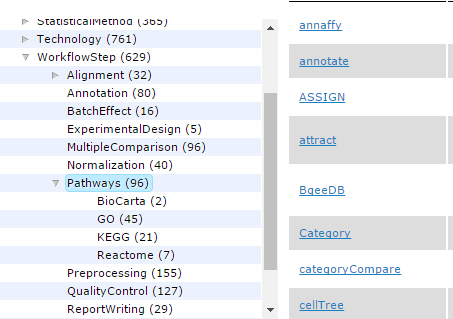 StatisticalMethod (365)
Technology (761)
WorkflowStep (629)
Alignment (32)
Annotation (80)
BatchEffect (16)
ExperimentalDesign (5)
MultipleComparison (96)
Normalization (40)
Pathways (96)
BioCarta (2)
GO (45)
KEGG (21)
Reactome (7)
Preprocessing (155)
QualityControl (127)
ReportWriting (29)
annaffy
annotate
ASSIGN
attract
BgeeDB
Category
categoryCompare
cellTree